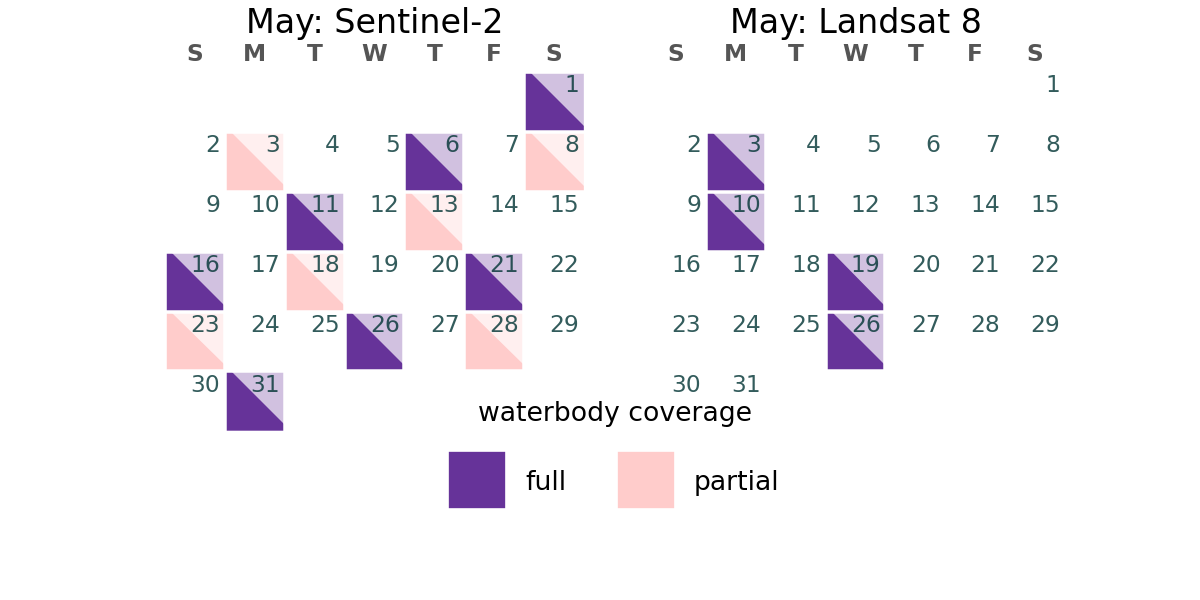 May: Sentinel-2
S M T W T F S
1
2 3 4 5 6 7 8
9 10 11 12 13 14 15
16 17 18 19 20 21 22
23 24 25 26 27 28 29
30 31
May: Landsat 8
S M T W T F S
1
2 3 4 5 6 7 8
9 10 11 12 13 14 15
16 17 18 19 20 21 22
23 24 25 26 27 28 29
30 31
waterbody coverage
full partial